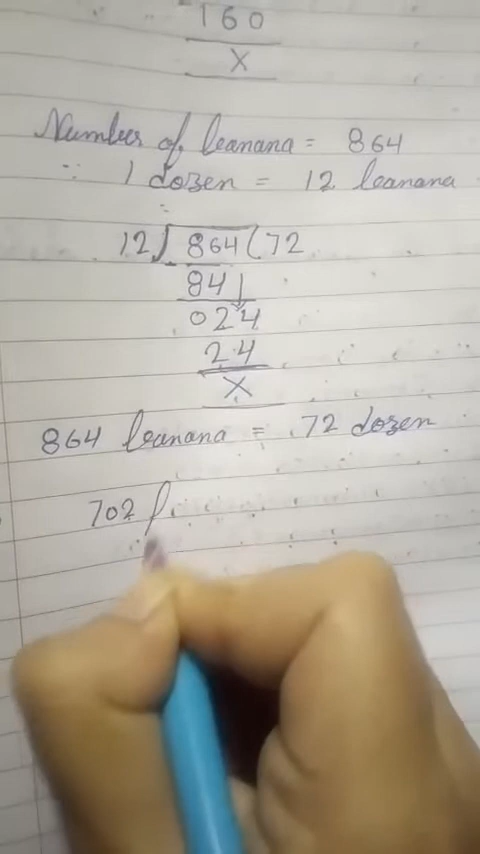 160
X
Number of banana = 864
∵ 1 dozen = 12 banana
12) 864 (72
84↓
024
24
X
864 banana = 72 dozen
702